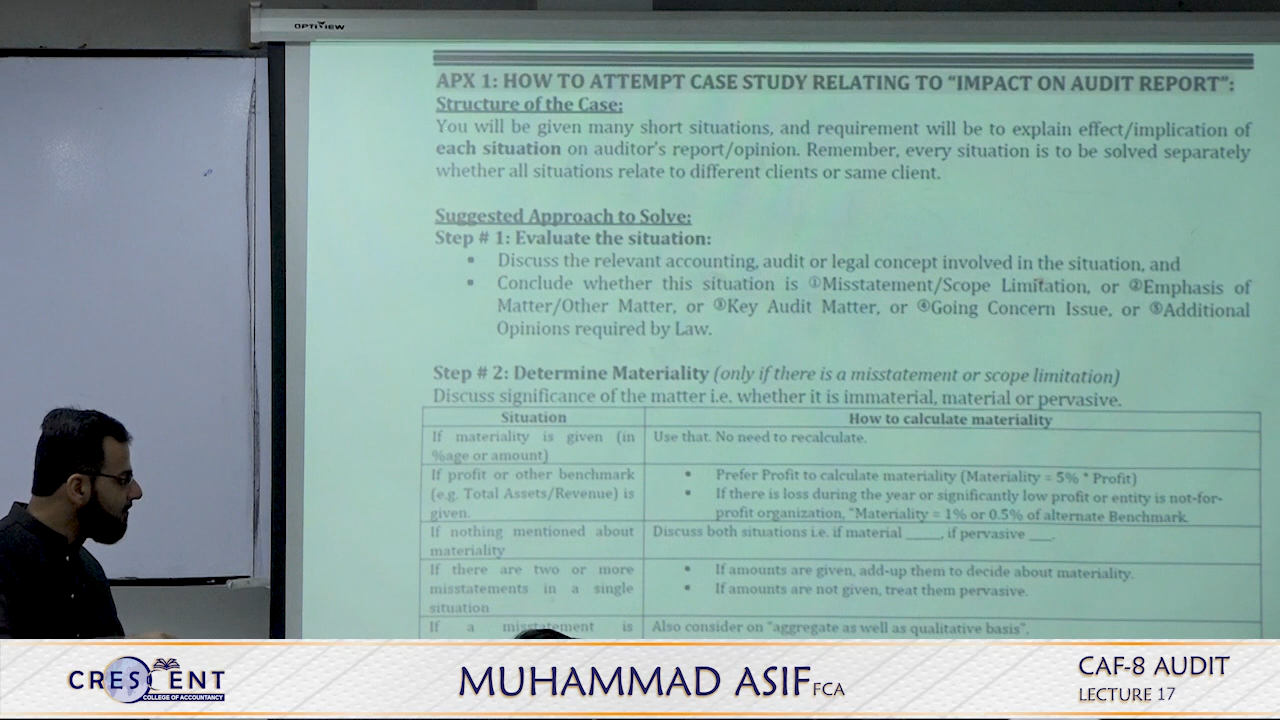 OPTIVIEW
APX 1: HOW TO ATTEMPT CASE STUDY RELATING TO “IMPACT ON AUDIT REPORT”:
Structure of the Case:
You will be given many short situations, and requirement will be to explain effect/implication of
each situation on auditor's report/opinion. Remember, every situation is to be solved separately
whether all situations relate to different clients or same client.
Suggested Approach to Solve:
Step # 1: Evaluate the situation:
▪ Discuss the relevant accounting, audit or legal concept involved in the situation, and
▪ Conclude whether this situation is ①Misstatement/Scope Limitation, or ②Emphasis of
Matter/Other Matter, or ③Key Audit Matter, or ④Going Concern Issue, or ⑤Additional
Opinions required by Law.
Step # 2: Determine Materiality (only if there is a misstatement or scope limitation)
Discuss significance of the matter i.e. whether it is immaterial, material or pervasive.
Situation
How to calculate materiality
If materiality is given (in
%age or amount)
Use that. No need to recalculate.
If profit or other benchmark
(e.g. Total Assets/Revenue) is
given.
▪ Prefer Profit to calculate materiality (Materiality = 5% * Profit)
▪ If there is loss during the year or significantly low profit or entity is not-for-
profit organization, "Materiality = 1% or 0.5% of alternate Benchmark.
If nothing mentioned about
materiality
Discuss both situations i.e. if material _____, if pervasive ___.
If there are two or more
misstatements in a single
situation
▪ If amounts are given, add-up them to decide about materiality.
▪ If amounts are not given, treat them pervasive.
If a misstatement is
Also consider on "aggregate as well as qualitative basis".
CRESCENT
COLLEGE OF ACCOUNTANCY
MUHAMMAD ASIF FCA
CAF-8 AUDIT
LECTURE 17